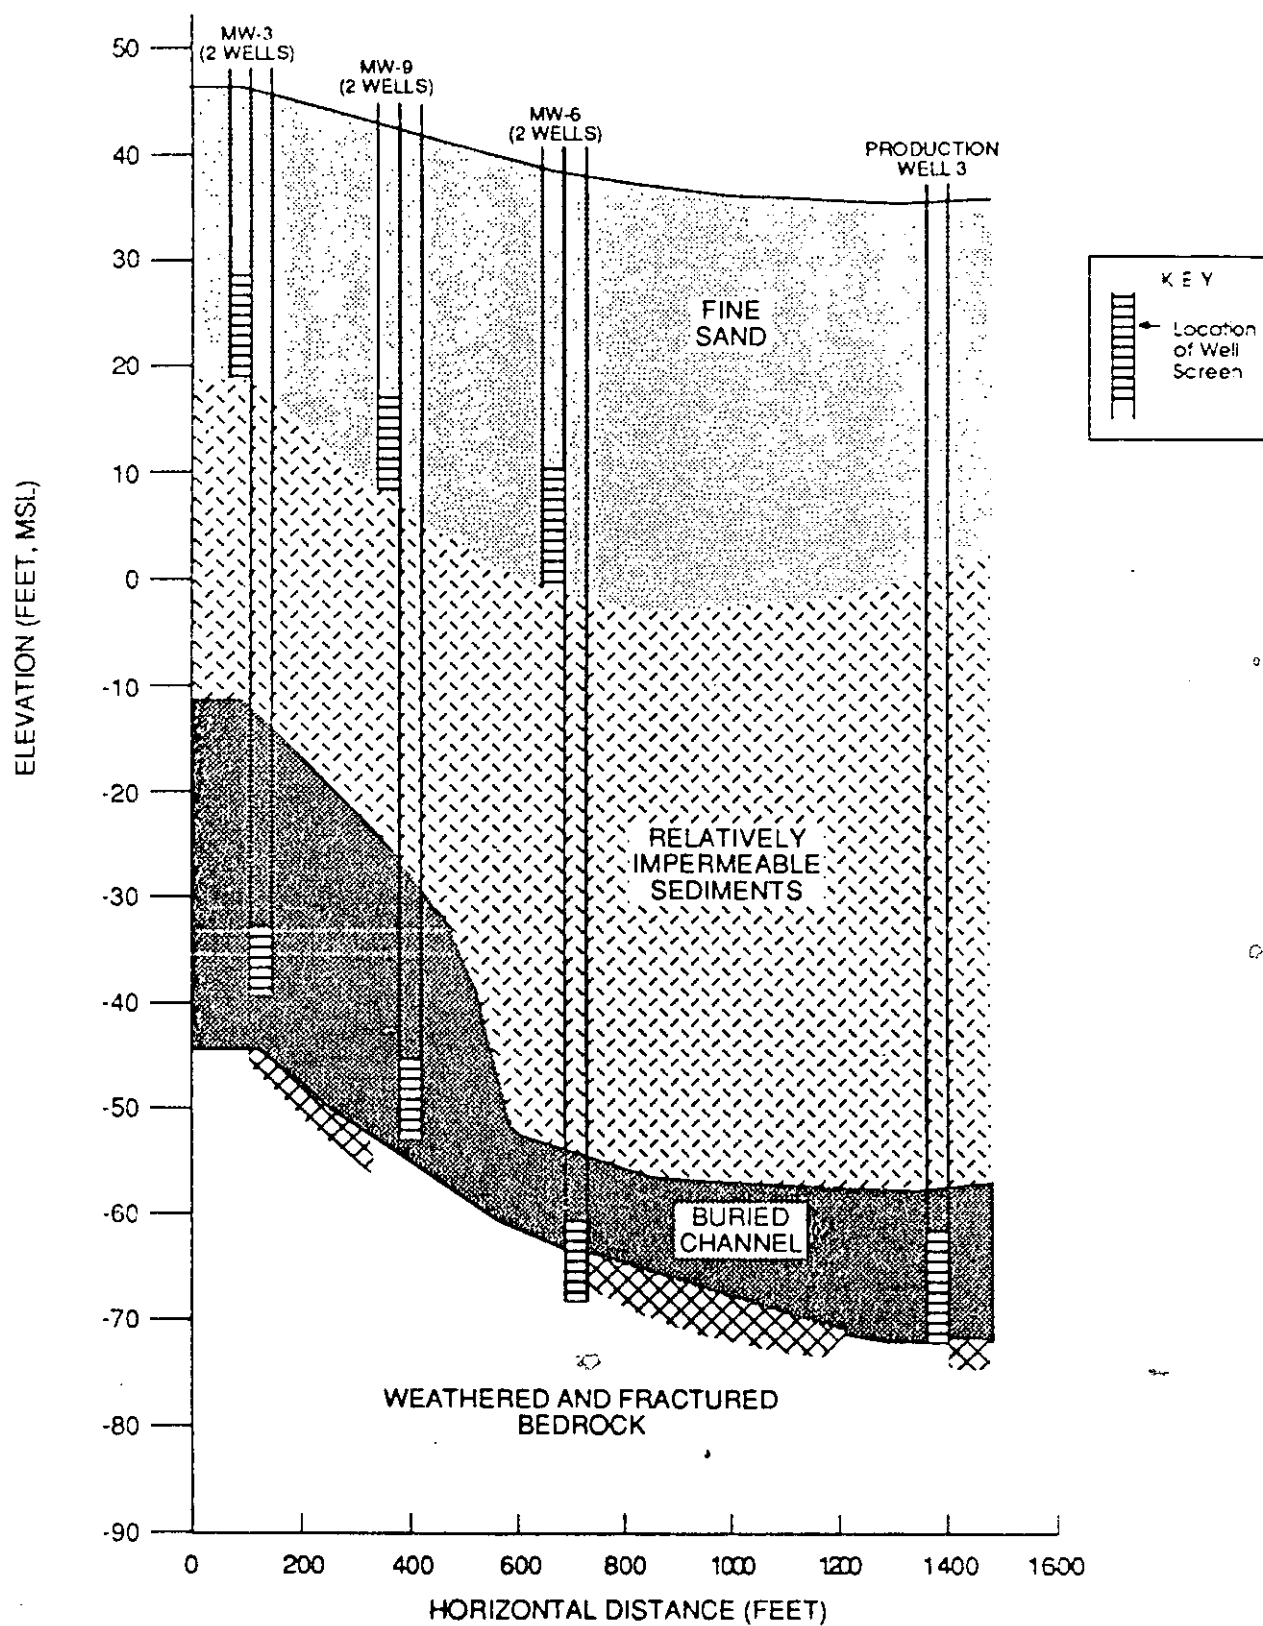 MW-3
(2 WELLS)
MW-9
(2 WELLS)
MW-6
(2 WELLS)
PRODUCTION
WELL 3
50
40
30
20
10
0
-10
-20
-30
-40
-50
-60
-70
-80
-90
ELEVATION (FEET, MSL)
FINE
SAND
KEY
Location
of Well
Screen
RELATIVELY
IMPERMEABLE
SEDIMENTS
BURIED
CHANNEL
WEATHERED AND FRACTURED
BEDROCK
0 200 400 600 800 1000 1200 1400 1600
HORIZONTAL DISTANCE (FEET)